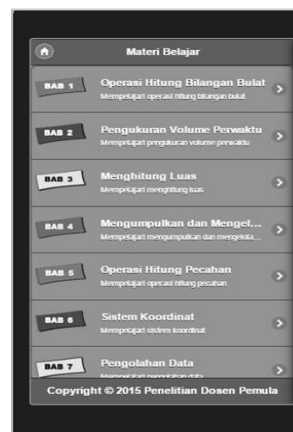 Materi Belajar
BAB 1
Operasi Hitung Bilangan Bulat
Mempelajari operasi hitung bilangan bulat
BAB 2
Pengukuran Volume Perwaktu
Mempelajari pengukuran volume perwaktu
BAB 3
Menghitung Luas
Mempelajari menghitung luas
BAB 4
Mengumpulkan dan Mengel...
Mempelajari mengumpulkan dan mengelola...
BAB 5
Operasi Hitung Pecahan
Mempelajari operasi hitung pecahan
BAB 6
Sistem Koordinat
Mempelajari sistem koordinat
BAB 7
Pengolahan Data
Mempelajari pengolahan data
Copyright © 2015 Penelitian Dosen Pemula